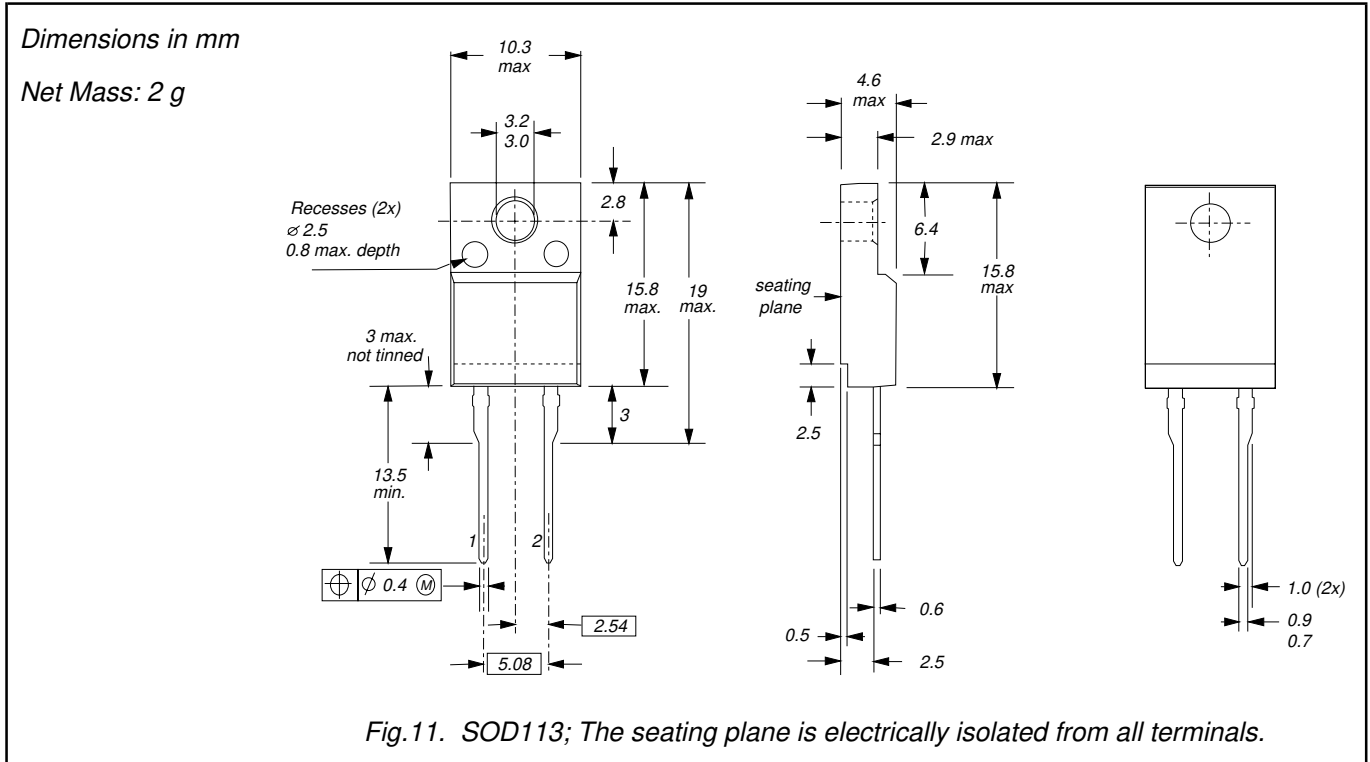 Dimensions in mm
Net Mass: 2 g
10.3
max
3.2
3.0
2.8
Recesses (2x)
⌀ 2.5
0.8 max. depth
15.8
max.
19
max.
3 max.
not tinned
3
13.5
min.
1
2
⌀ 0.4 Ⓜ
2.54
5.08
4.6
max
2.9 max
6.4
seating
plane
15.8
max
2.5
0.6
0.5
2.5
1.0 (2x)
0.9
0.7
Fig.11. SOD113; The seating plane is electrically isolated from all terminals.